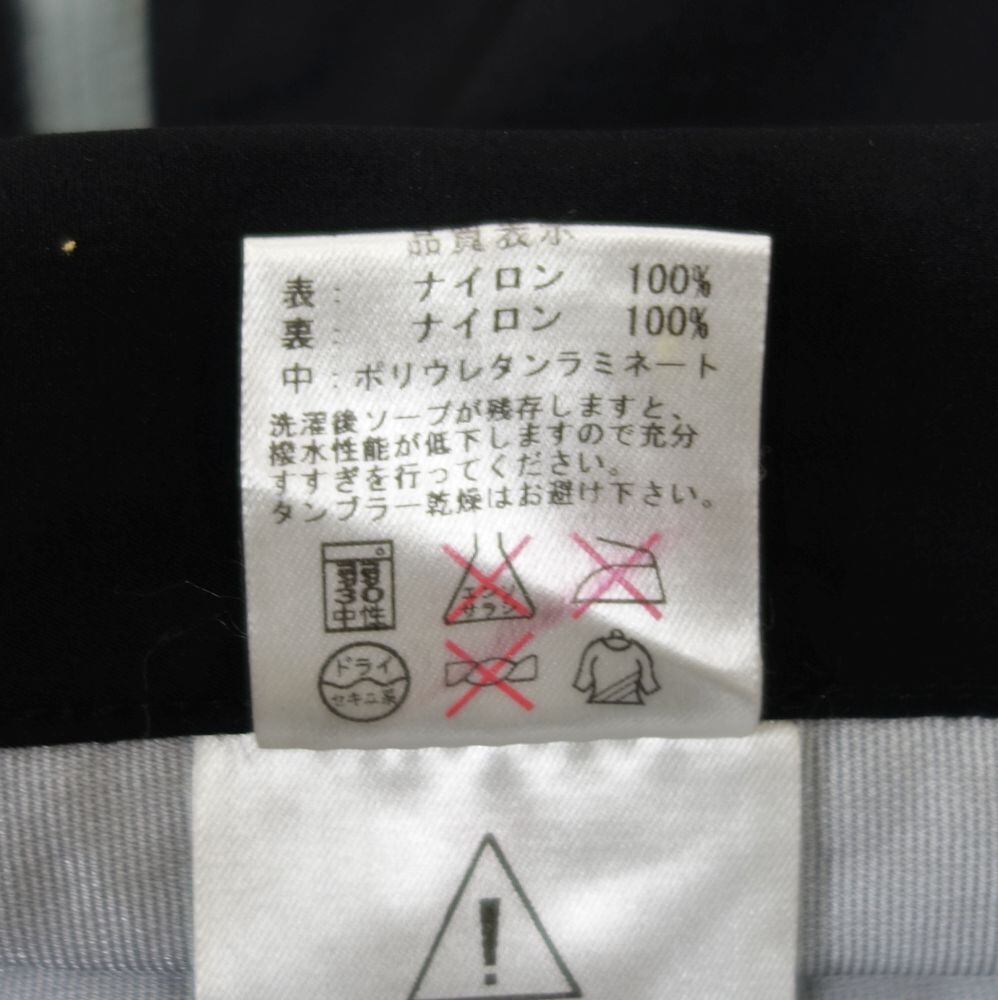 品質表示
表: ナイロン 100%
裏: ナイロン 100%
中:ポリウレタンラミネート
洗濯後ソープが残存しますと、
撥水性能が低下しますので充分
すすぎを行ってください。
タンブラー乾燥はお避け下さい。
30
中性
エンソ
サラシ
ドライ
セキユ系
!